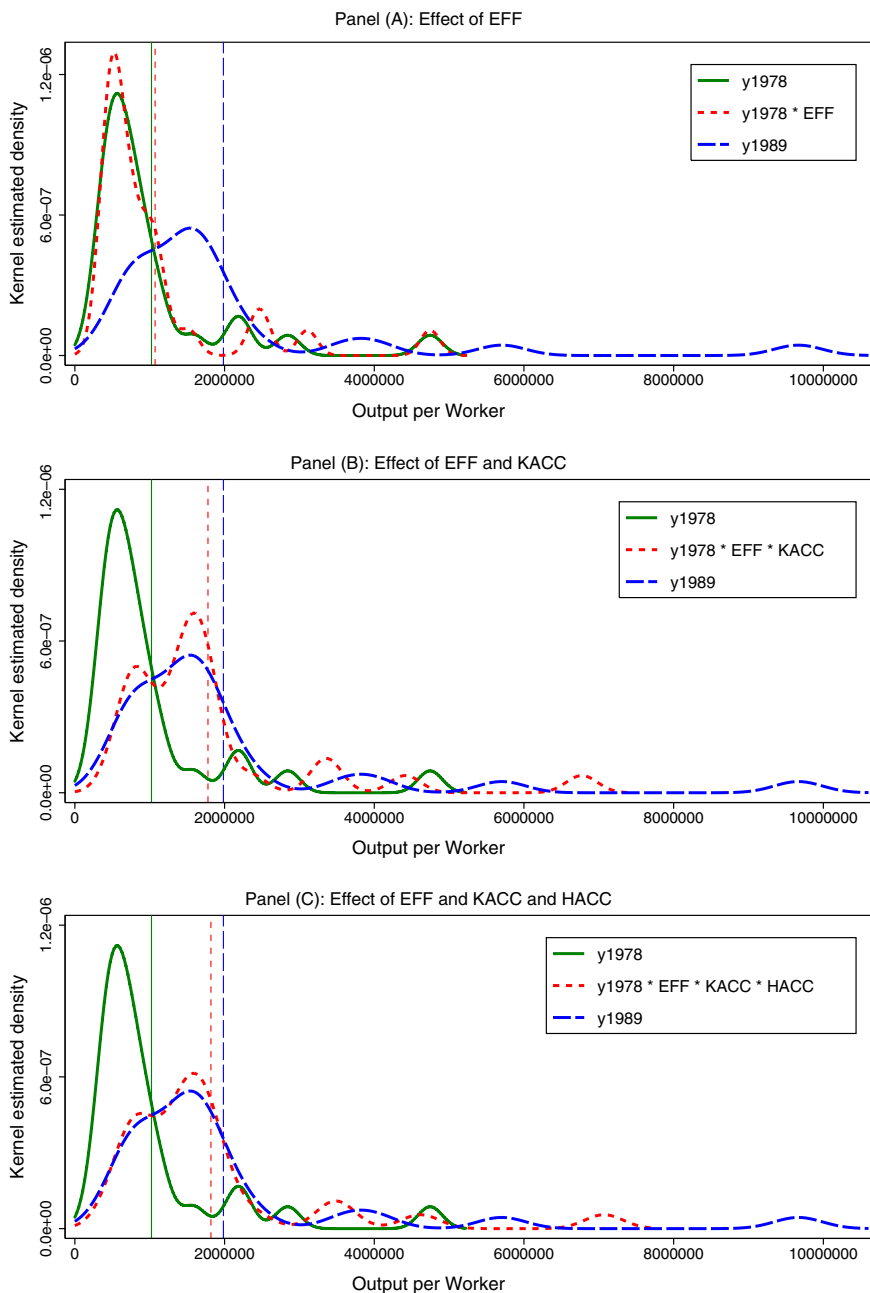 Panel (A): Effect of EFF
Kernel estimated density
1.2e−06
6.0e−07
0.00e+00
y1978
y1978 * EFF
y1989
0 2000000 4000000 6000000 8000000 10000000
Output per Worker
Panel (B): Effect of EFF and KACC
Kernel estimated density
1.2e−06
6.0e−07
0.00e+00
y1978
y1978 * EFF * KACC
y1989
0 2000000 4000000 6000000 8000000 10000000
Output per Worker
Panel (C): Effect of EFF and KACC and HACC
Kernel estimated density
1.2e−06
6.0e−07
0.00e+00
y1978
y1978 * EFF * KACC * HACC
y1989
0 2000000 4000000 6000000 8000000 10000000
Output per Worker